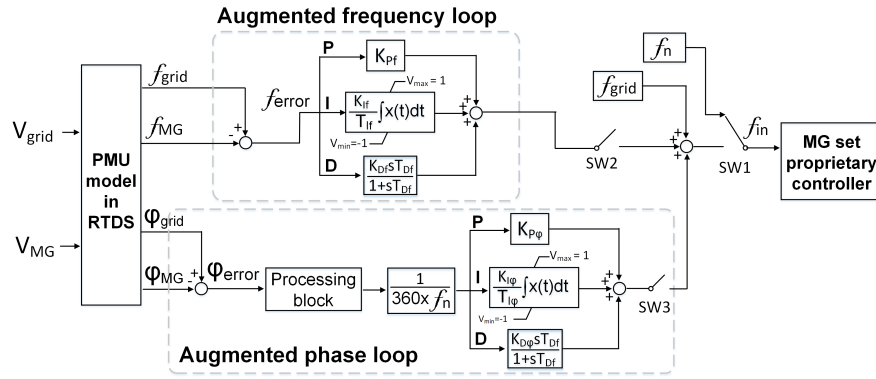 Augmented frequency loop
P
K_Pf
V_max = 1
f_grid
f_error
I
K_If
T_If
∫x(t)dt
V_min=-1
f_MG
- +
+
+
+
D
K_Df sT_Df
1+sT_Df
V_grid
V_MG
PMU
model
in
RTDS
f_n
f_grid
+
+
+
SW2
SW1
f_in
MG set
proprietary
controller
φ_grid
φ_MG
- +
φ_error
Processing
block
1
360x f_n
P
K_Pφ
V_max = 1
I
K_Iφ
T_Iφ
∫x(t)dt
V_min=-1
+
+
+
SW3
D
K_Dφ sT_Df
1+sT_Df
Augmented phase loop